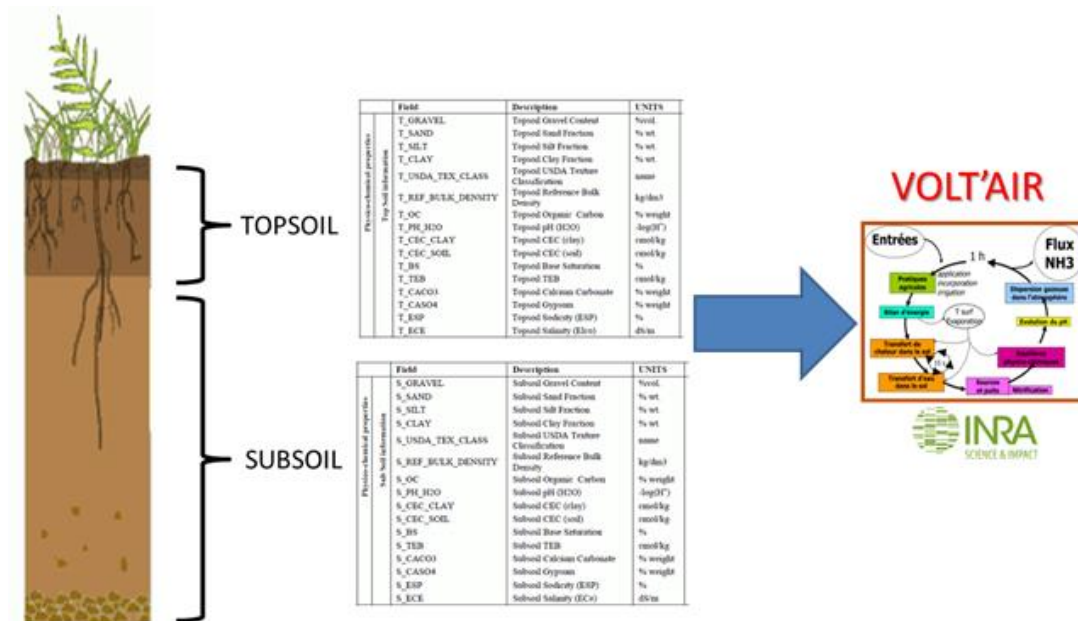 TOPSOIL
SUBSOIL
Physico-chemical properties
Top Soil information
Field Description UNITS
T_GRAVEL Topsoil Gravel Content %vol.
T_SAND Topsoil Sand Fraction % wt.
T_SILT Topsoil Silt Fraction % wt.
T_CLAY Topsoil Clay Fraction % wt.
T_USDA_TEX_CLASS Topsoil USDA Texture Classification name
T_REF_BULK_DENSITY Topsoil Reference Bulk Density kg/dm3
T_OC Topsoil Organic Carbon % weight
T_PH_H2O Topsoil pH (H2O) -log(H⁺)
T_CEC_CLAY Topsoil CEC (clay) cmol/kg
T_CEC_SOIL Topsoil CEC (soil) cmol/kg
T_BS Topsoil Base Saturation %
T_TEB Topsoil TEB cmol/kg
T_CACO3 Topsoil Calcium Carbonate % weight
T_CASO4 Topsoil Gypsum % weight
T_ESP Topsoil Sodicity (ESP) %
T_ECE Topsoil Salinity (Elco) dS/m
Physico-chemical properties
Sub Soil information
Field Description UNITS
S_GRAVEL Subsoil Gravel Content %vol.
S_SAND Subsoil Sand Fraction % wt.
S_SILT Subsoil Silt Fraction % wt.
S_CLAY Subsoil Clay Fraction % wt
S_USDA_TEX_CLASS Subsoil USDA Texture Classification name
S_REF_BULK_DENSITY Subsoil Reference Bulk Density kg/dm3
S_OC Subsoil Organic Carbon % weight
S_PH_H2O Subsoil pH (H2O) -log(H⁺)
S_CEC_CLAY Subsoil CEC (clay) cmol/kg
S_CEC_SOIL Subsoil CEC (soil) cmol/kg
S_BS Subsoil Base Saturation %
S_TEB Subsoil TEB cmol/kg
S_CACO3 Subsoil Calcium Carbonate % weight
S_CASO4 Subsoil Gypsum % weight
S_ESP Subsoil Sodicity (ESP) %
S_ECE Subsoil Salinity (ECe) dS/m
VOLT'AIR
Entrées
1 h
Flux
NH3
Pratiques
agricoles
application
incorporation
irrigation
Dispersion gazeuse
dans l'atmosphère
Bilan d'énergie
T surf
Evaporation
Evolution du pH
Transfert de
chaleur dans le sol
Equilibres
physico-chimiques
Transfert d'eau
dans le sol
Sources
et puits
Nitrification
INRA
SCIENCE & IMPACT